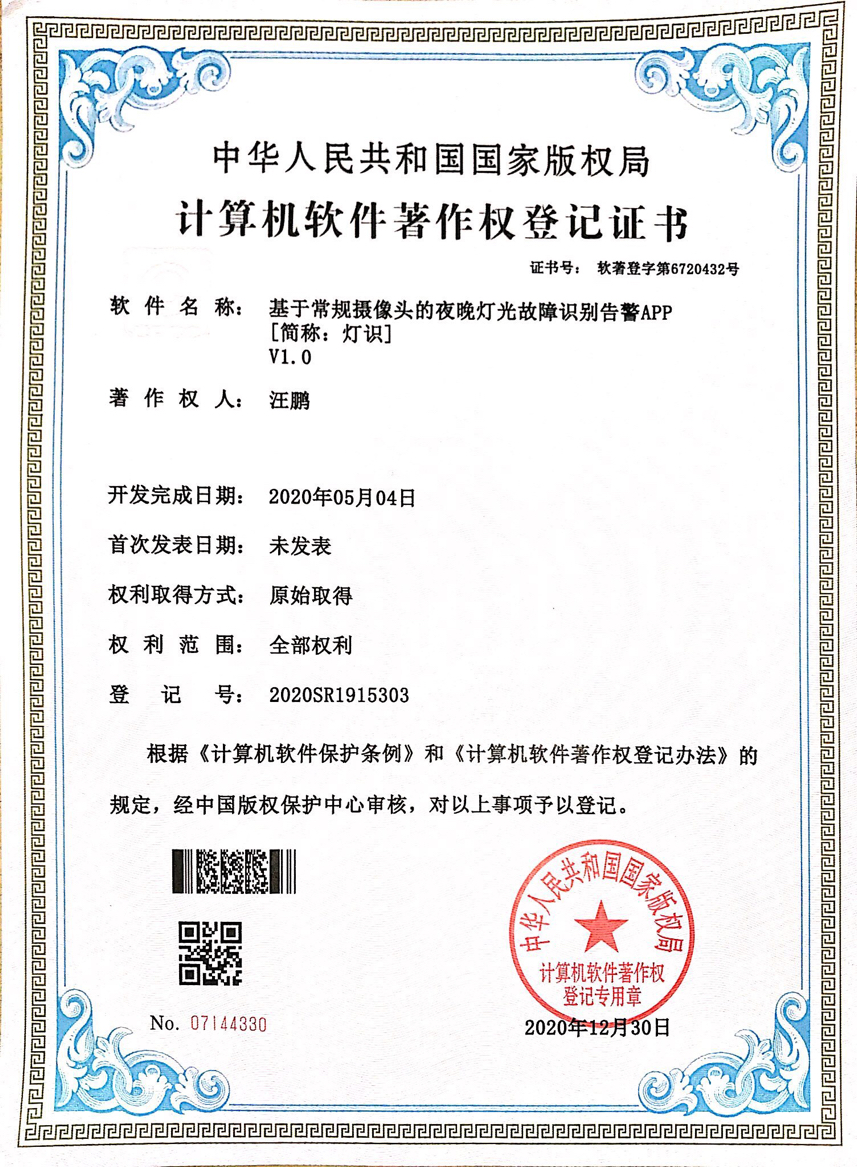 中华人民共和国国家版权局
计算机软件著作权登记证书
证书号： 软著登字第6720432号
软件名称： 基于常规摄像头的夜晚灯光故障识别告警APP
[简称：灯识]
V1.0
著作权人： 汪鹏
开发完成日期： 2020年05月04日
首次发表日期： 未发表
权利取得方式： 原始取得
权利范围： 全部权利
登记号： 2020SR1915303
根据《计算机软件保护条例》和《计算机软件著作权登记办法》的
规定，经中国版权保护中心审核，对以上事项予以登记。
中华人民共和国国家版权局
计算机软件著作权
登记专用章
No. 07144330
2020年12月30日